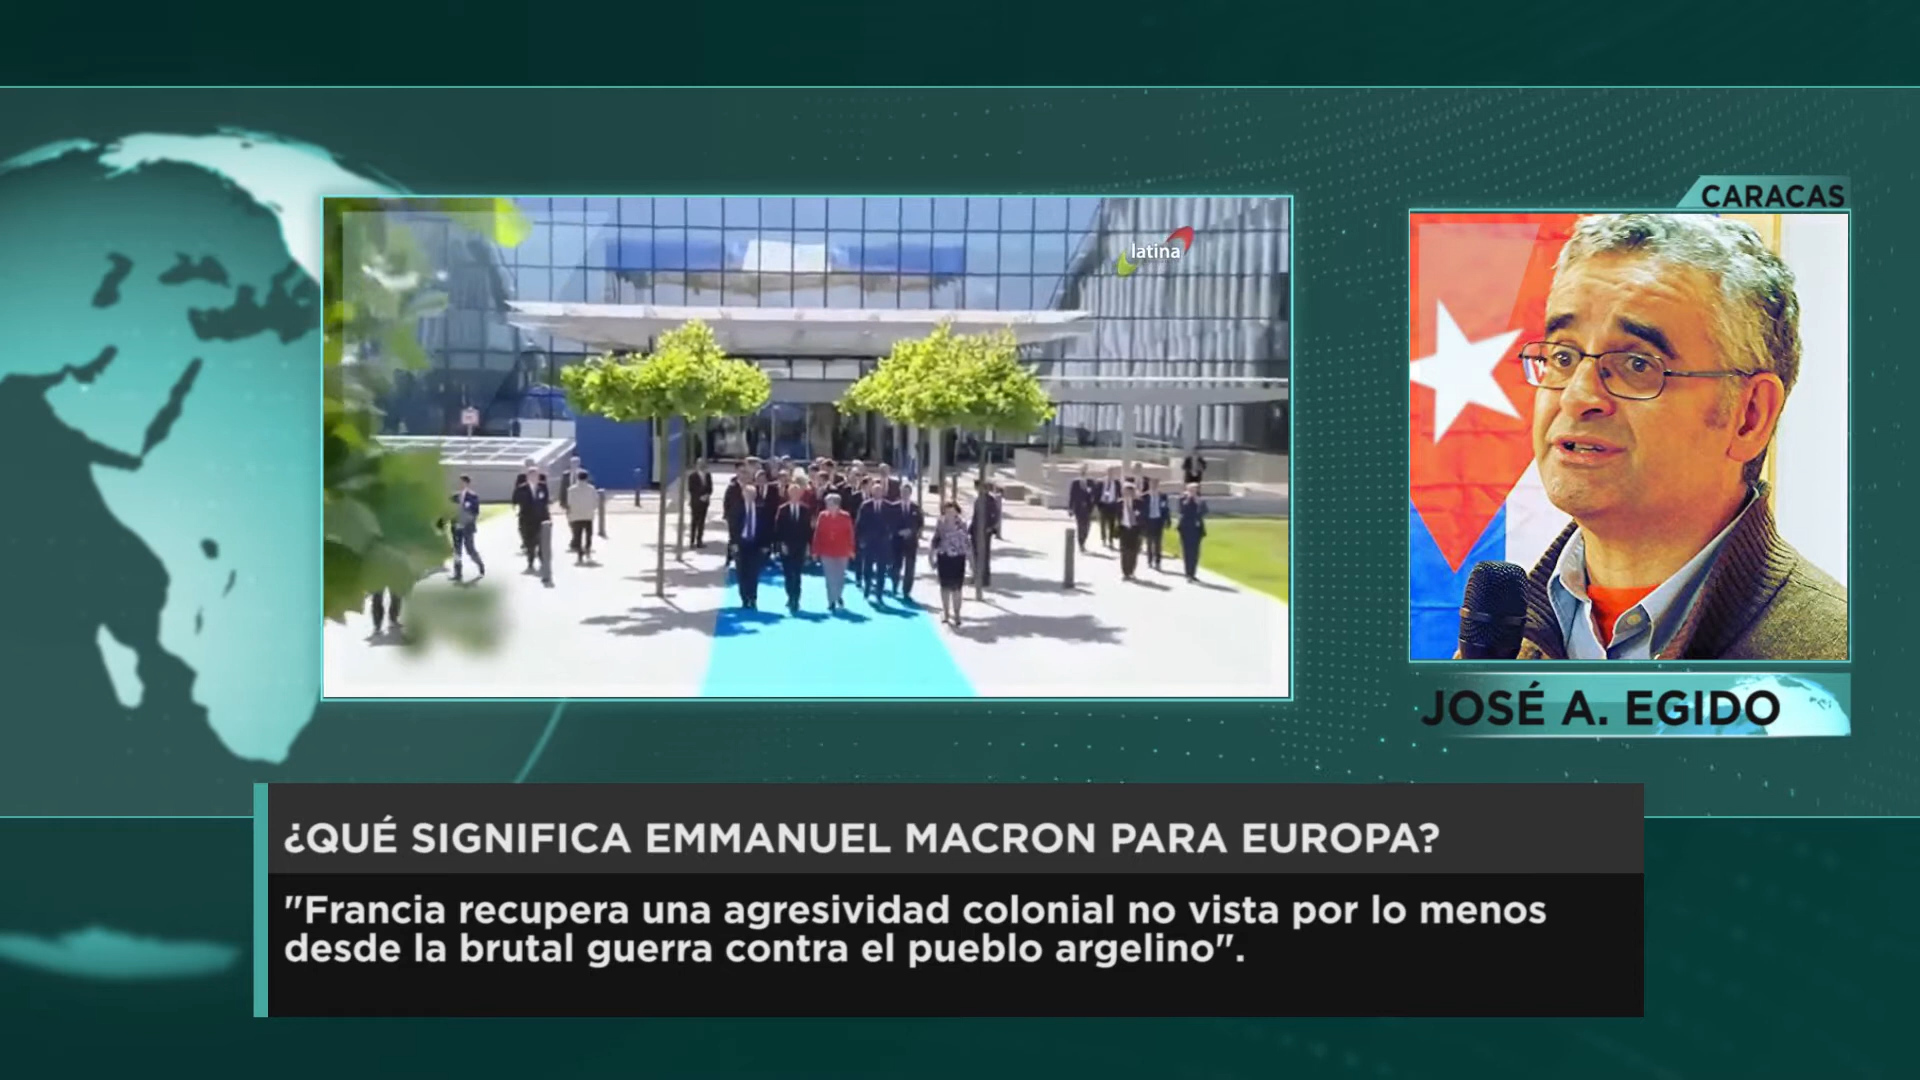 CARACAS
latina
JOSÉ A. EGIDO
¿QUÉ SIGNIFICA EMMANUEL MACRON PARA EUROPA?
"Francia recupera una agresividad colonial no vista por lo menos
desde la brutal guerra contra el pueblo argelino".